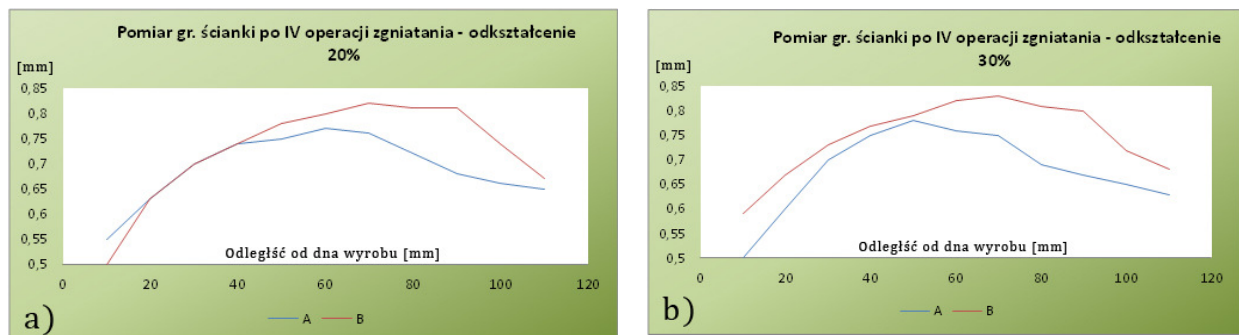 Pomiar gr. ścianki po IV operacji zgniatania - odkształcenie
20%
[mm]
0,85
0,8
0,75
0,7
0,65
0,6
0,55
0,5
Odległść od dna wyrobu [mm]
0 20 40 60 80 100 120
A B
a)
Pomiar gr. ścianki po IV operacji zgniatania - odkształcenie
30%
[mm]
0,85
0,8
0,75
0,7
0,65
0,6
0,55
0,5
Odległść od dna wyrobu [mm]
0 20 40 60 80 100 120
A B
b)